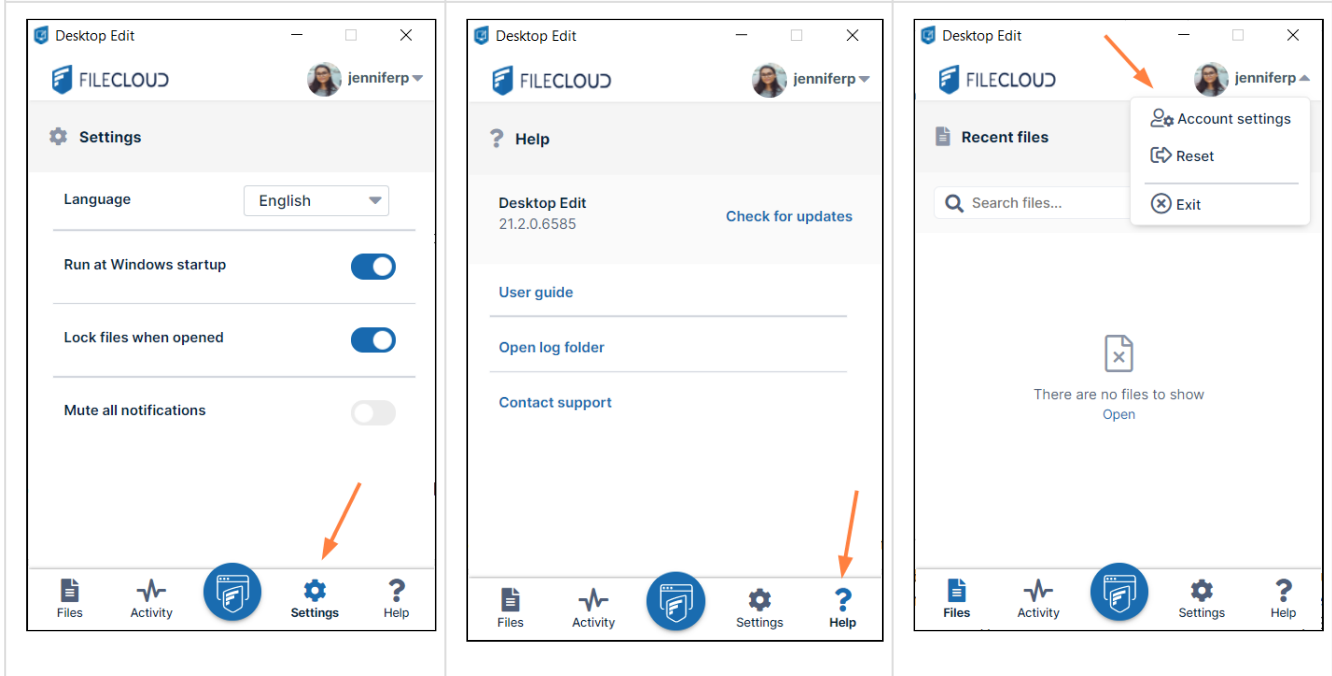 Desktop Edit
FILECLOUD
jenniferp
Settings
Language
English
Run at Windows startup
Lock files when opened
Mute all notifications
Files
Activity
Settings
Help
Desktop Edit
FILECLOUD
jenniferp
? Help
Desktop Edit
21.2.0.6585
Check for updates
User guide
Open log folder
Contact support
Files
Activity
Settings
Help
Desktop Edit
FILECLOUD
jenniferp
Account settings
Reset
Exit
Recent files
Search files...
There are no files to show
Open
Files
Activity
Settings
Help